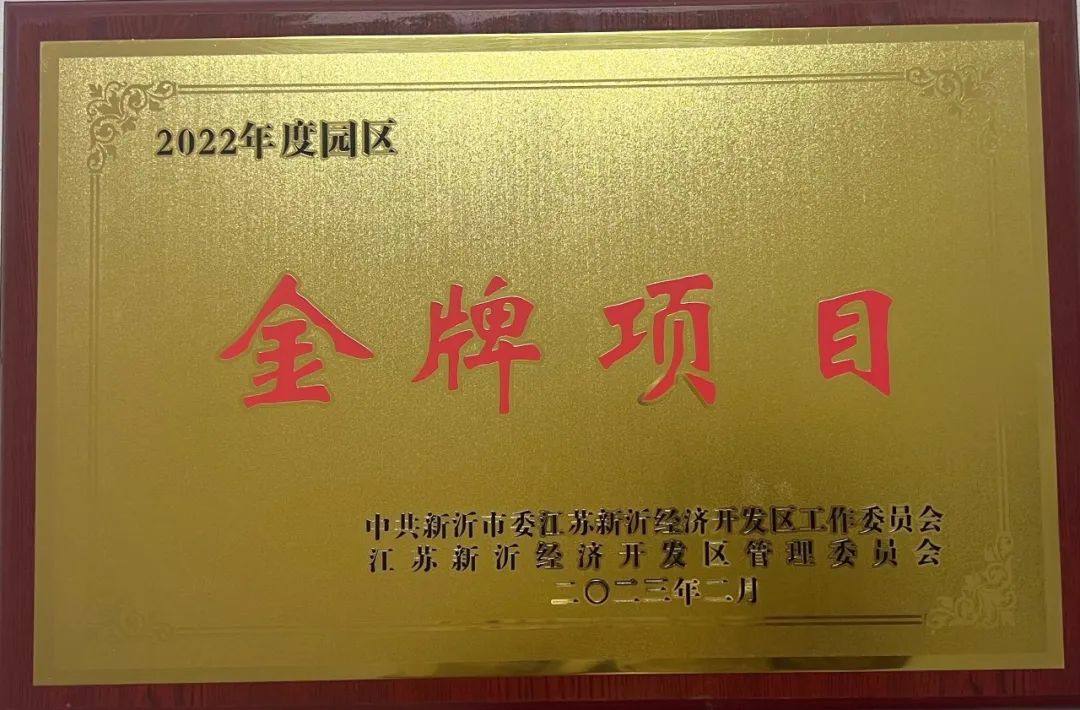 2022年度园区
金牌项目
中共新沂市委江苏新沂经济开发区工作委员会
江苏新沂经济开发区管理委员会
二〇二三年二月